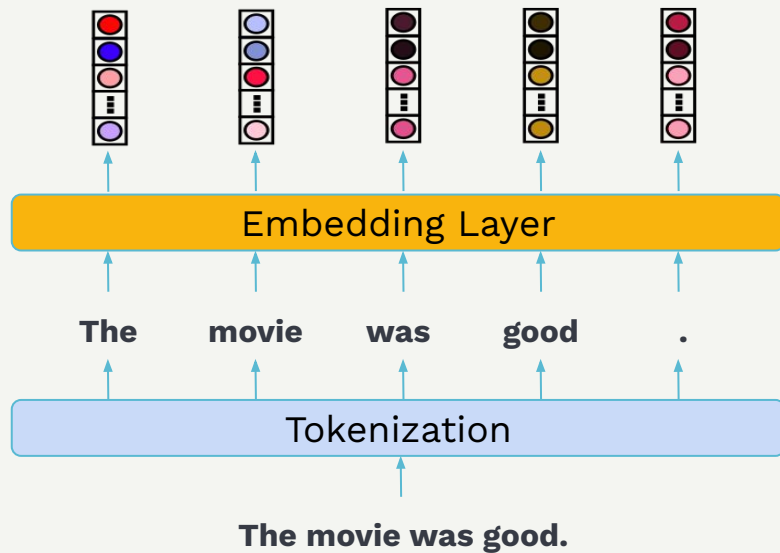 Embedding Layer
The movie was good .
Tokenization
The movie was good.